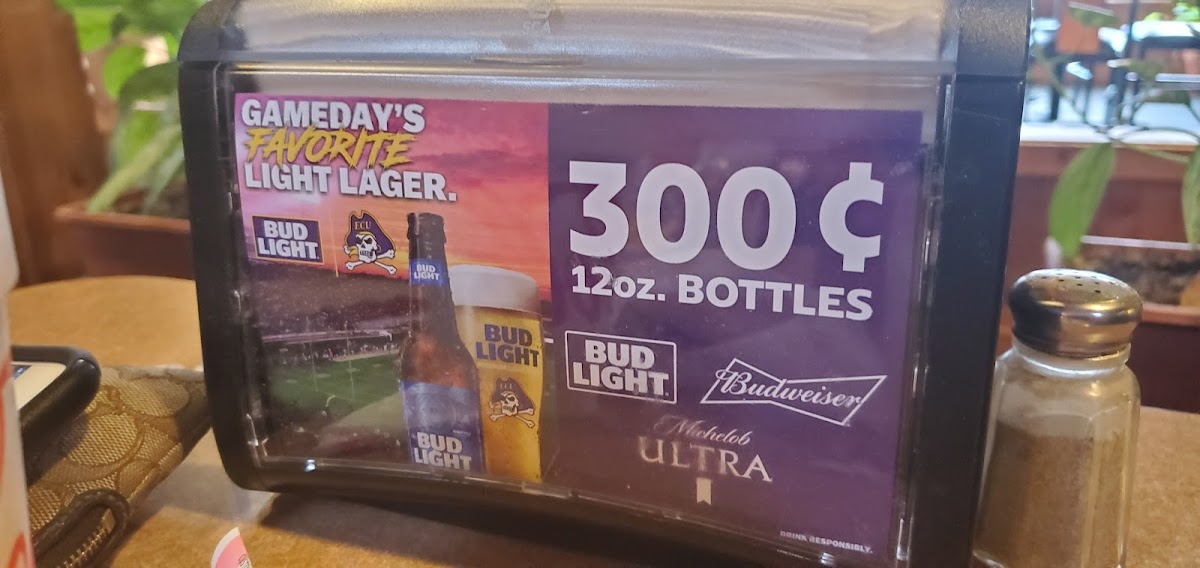 GAMEDAY'S
FAVORITE
LIGHT LAGER.
BUD
LIGHT
ECU
BUD
LIGHT
BUD
LIGHT
BUD
LIGHT
300¢
12oz. BOTTLES
BUD
LIGHT
Budweiser
Michelob
ULTRA
DRINK RESPONSIBLY.